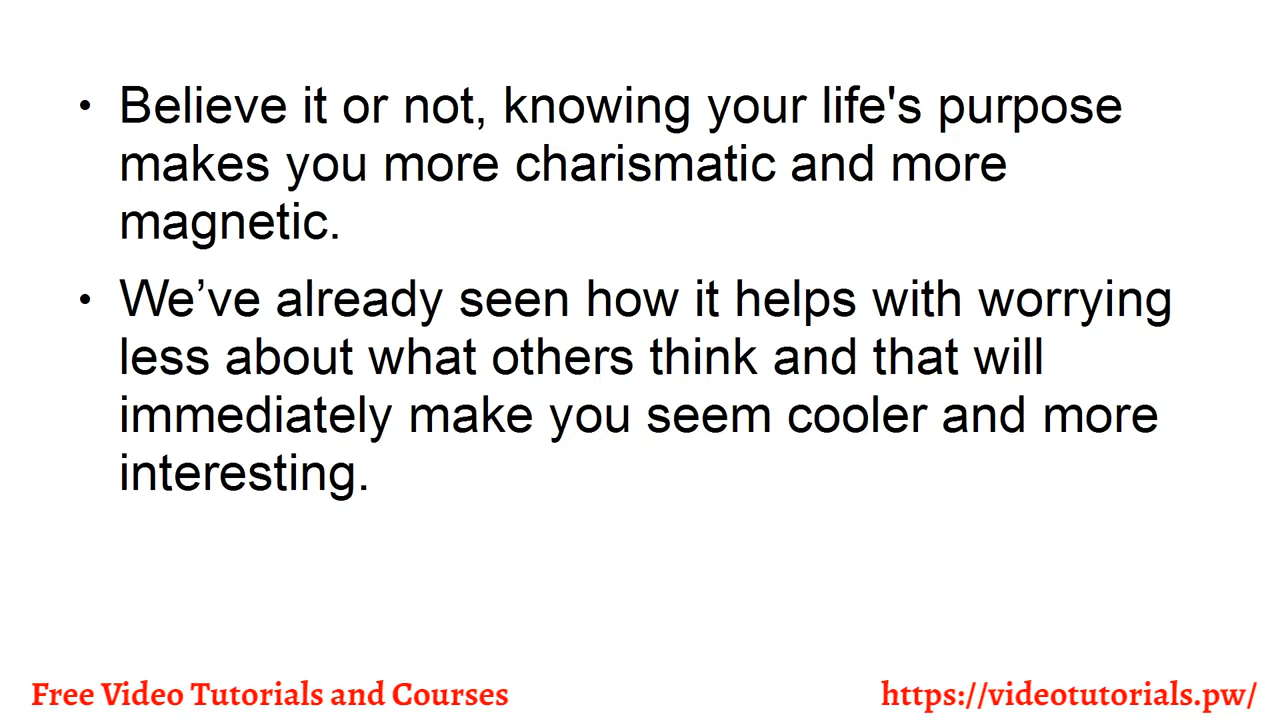 • Believe it or not, knowing your life's purpose
makes you more charismatic and more
magnetic.
• We’ve already seen how it helps with worrying
less about what others think and that will
immediately make you seem cooler and more
interesting.
Free Video Tutorials and Courses
https://videotutorials.pw/